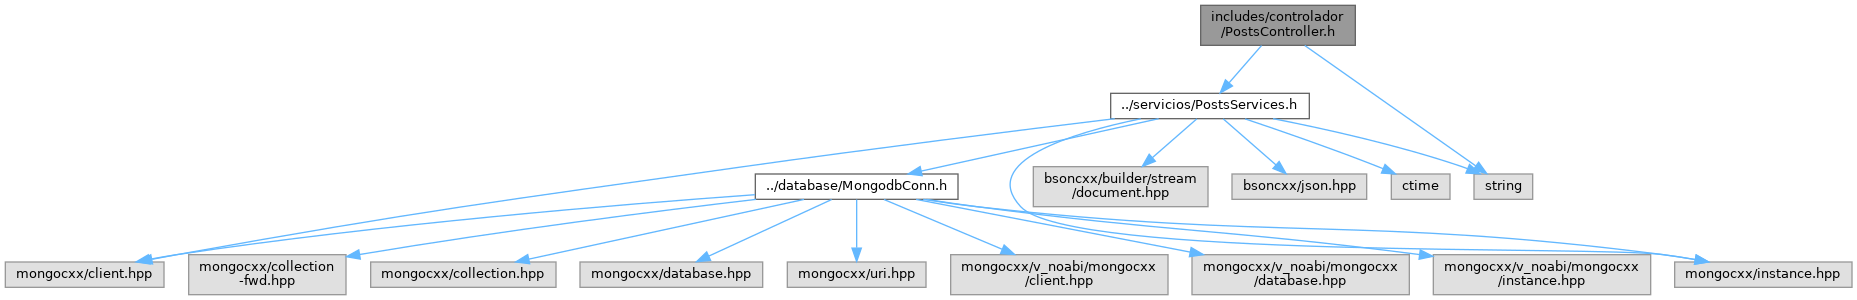 includes/controlador
/PostsController.h
../servicios/PostsServices.h
bsoncxx/builder/stream
/document.hpp
bsoncxx/json.hpp
ctime
string
../database/MongodbConn.h
mongocxx/client.hpp
mongocxx/collection
-fwd.hpp
mongocxx/collection.hpp
mongocxx/database.hpp
mongocxx/uri.hpp
mongocxx/v_noabi/mongocxx
/client.hpp
mongocxx/v_noabi/mongocxx
/database.hpp
mongocxx/v_noabi/mongocxx
/instance.hpp
mongocxx/instance.hpp